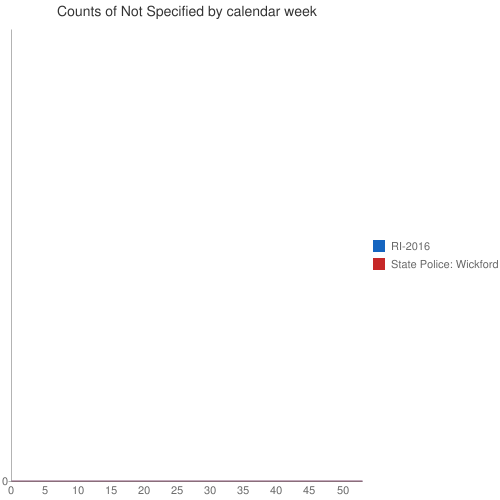 Counts of Not Specified by calendar week
RI-2016
State Police: Wickford
0
0 5 10 15 20 25 30 35 40 45 50